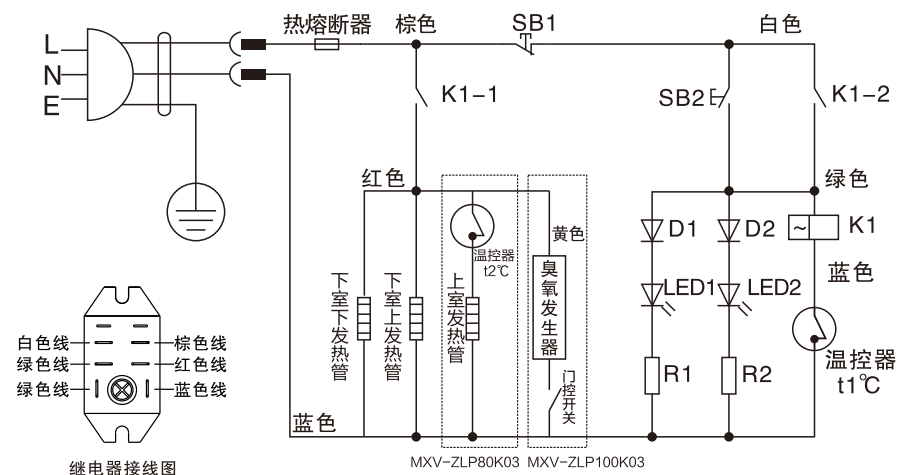 热熔断器 棕色 SB1 白色
L
N
E
K1-1 SB2 K1-2
红色 绿色
黄色 D1 D2 K1
温控器
t2℃
蓝色
下室下发热管
下室上发热管
上室发热管
臭氧发生器
LED1 LED2
温控器
t1℃
R1 R2
门控开关
白色线 棕色线
绿色线 红色线
绿色线 蓝色线
蓝色
MXV-ZLP80K03 MXV-ZLP100K03
继电器接线图
~